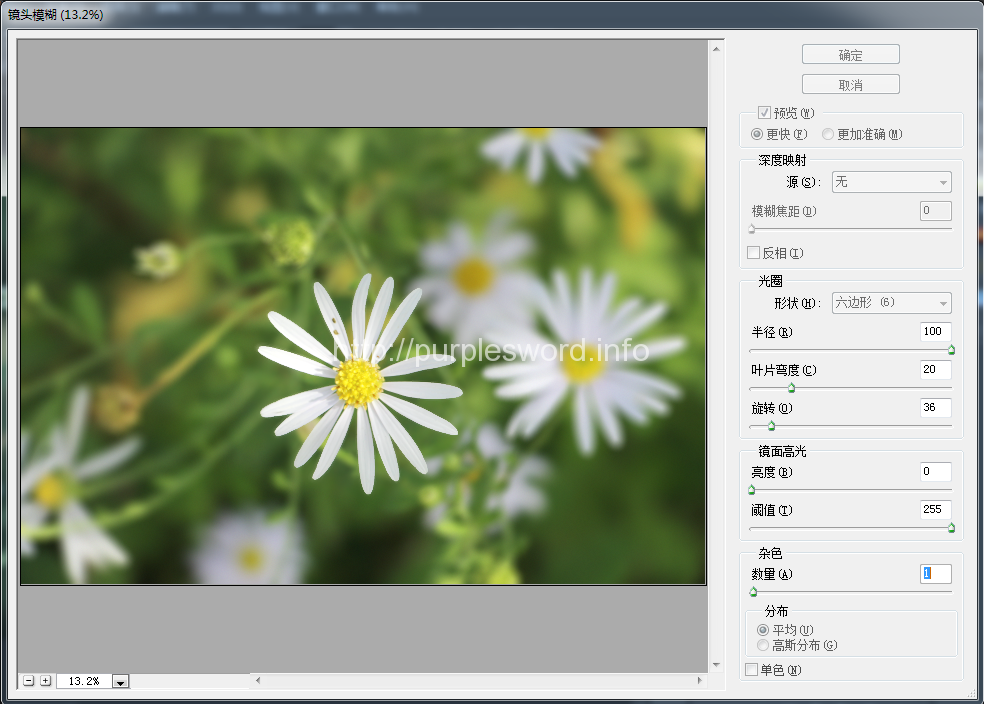 镜头模糊 (13.2%)
确定
取消
预览(W)
更快(F) 更加准确(M)
深度映射
源(S): 无
模糊焦距(D) 0
反相(I)
光圈
形状(H): 六边形 (6)
半径(R) 100
叶片弯度(C) 20
旋转(O) 36
镜面高光
亮度(B) 0
阈值(T) 255
杂色
数量(A) 1
分布
平均(U)
高斯分布(G)
单色(N)
http://purplesword.info
13.2%